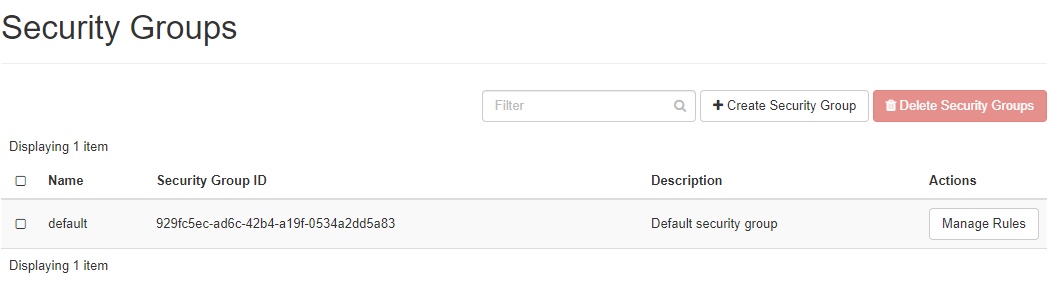 Security Groups
Filter Create Security Group Delete Security Groups
Displaying 1 item
Name Security Group ID Description Actions
default 929fc5ec-ad6c-42b4-a19f-0534a2dd5a83 Default security group Manage Rules
Displaying 1 item